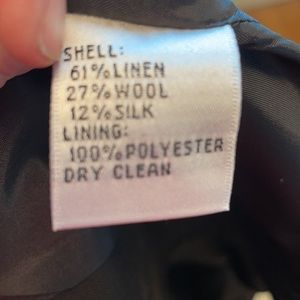 SHELL:
61%LINEN
27%WOOL
12%SILK
LINING:
100%POLYESTER
DRY CLEAN